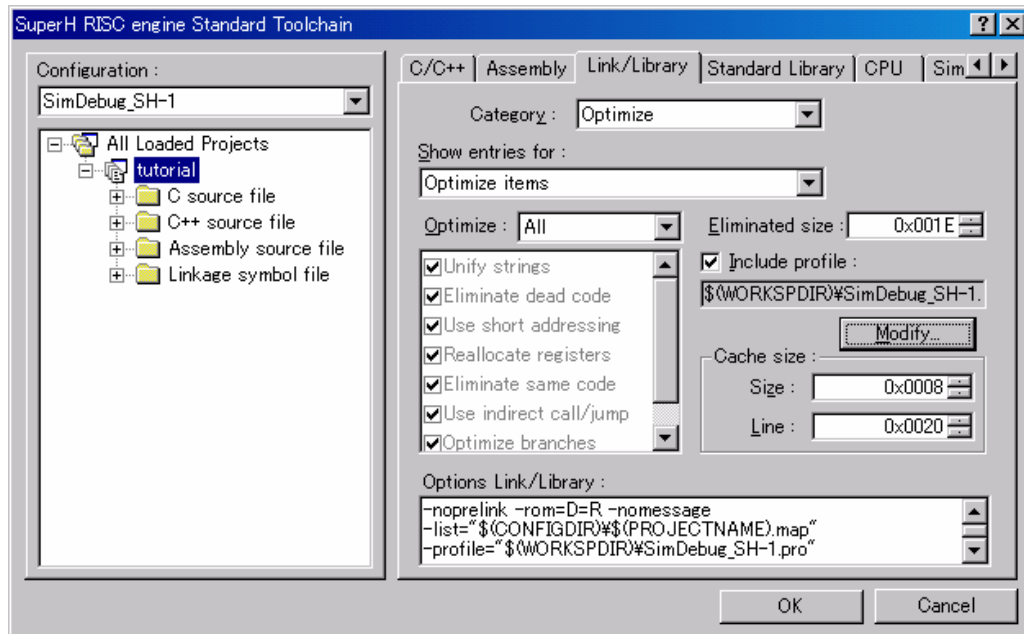 SuperH RISC engine Standard Toolchain
Configuration :
SimDebug_SH-1
All Loaded Projects
tutorial
C source file
C++ source file
Assembly source file
Linkage symbol file
C/C++ Assembly Link/Library Standard Library CPU Sim
Category : Optimize
Show entries for :
Optimize items
Optimize : All
Eliminated size : 0x001E
Unify strings
Eliminate dead code
Use short addressing
Reallocate registers
Eliminate same code
Use indirect call/jump
Optimize branches
Include profile :
$(WORKSPDIR)¥SimDebug_SH-1.
Modify...
Cache size :
Size : 0x0008
Line : 0x0020
Options Link/Library :
-noprelink -rom=D=R -nomessage
-list="$(CONFIGDIR)¥$(PROJECTNAME).map"
-profile="$(WORKSPDIR)¥SimDebug_SH-1.pro"
OK Cancel